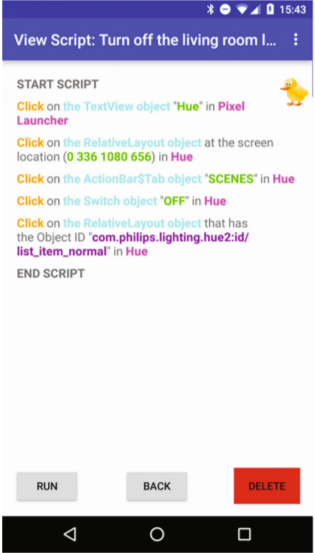 15:43
View Script: Turn off the living room l...
START SCRIPT
Click on the TextView object "Hue" in Pixel
Launcher
Click on the RelativeLayout object at the screen
location (0 336 1080 656) in Hue
Click on the ActionBar$Tab object "SCENES" in Hue
Click on the Switch object "OFF" in Hue
Click on the RelativeLayout object that has
the Object ID "com.philips.lighting.hue2:id/
list_item_normal" in Hue
END SCRIPT
RUN
BACK
DELETE